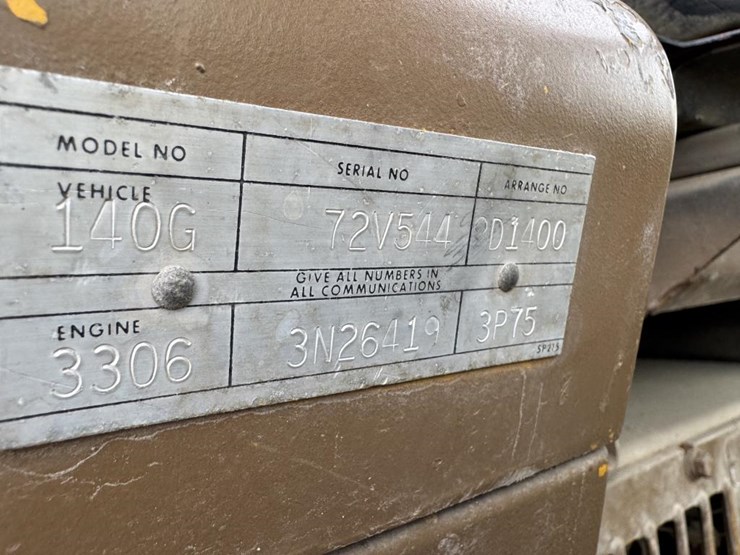 MODEL NO SERIAL NO ARRANGE NO
VEHICLE
140G 72V544 D1400
GIVE ALL NUMBERS IN
ALL COMMUNICATIONS
ENGINE
3306 3N26419 3P75